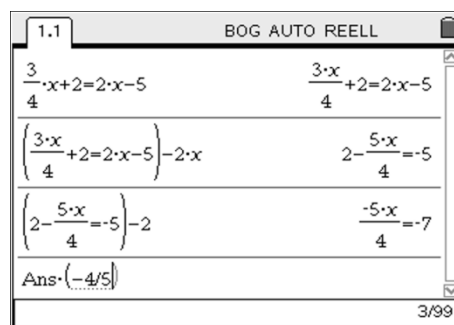 1.1 BOG AUTO REELL
3/4·x+2=2·x−5 3·x/4+2=2·x−5
(3·x/4+2=2·x−5)−2·x 2−5·x/4=-5
(2−5·x/4=-5)−2 -5·x/4=-7
Ans·(−4/5)
3/99